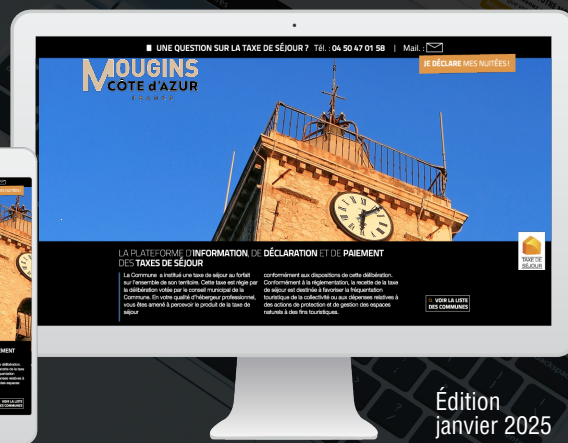 UNE QUESTION SUR LA TAXE DE SÉJOUR ? Tél. : 04 50 47 01 58 | Mail. :
JE DÉCLARE MES NUITÉES !
MOUGINS
CÔTE d'AZUR
FRANCE
LA PLATEFORME D'INFORMATION, DE DÉCLARATION ET DE PAIEMENT
DES TAXES DE SÉJOUR
La Commune a institué une taxe de séjour au forfait
sur l'ensemble de son territoire. Cette taxe est régie par
la délibération votée par le conseil municipal de la
Commune. En votre qualité d'hébergeur professionnel,
vous êtes amené à percevoir le produit de la taxe de
séjour
conformément aux dispositions de cette délibération.
Conformément à la réglementation, la recette de la taxe
de séjour est destinée à favoriser la fréquentation
touristique de la collectivité ou aux dépenses relatives à
des actions de protection et de gestion des espaces
naturels à des fins touristiques.
TAXE DE
SÉJOUR
VOIR LA LISTE
DES COMMUNES
Édition
janvier 2025